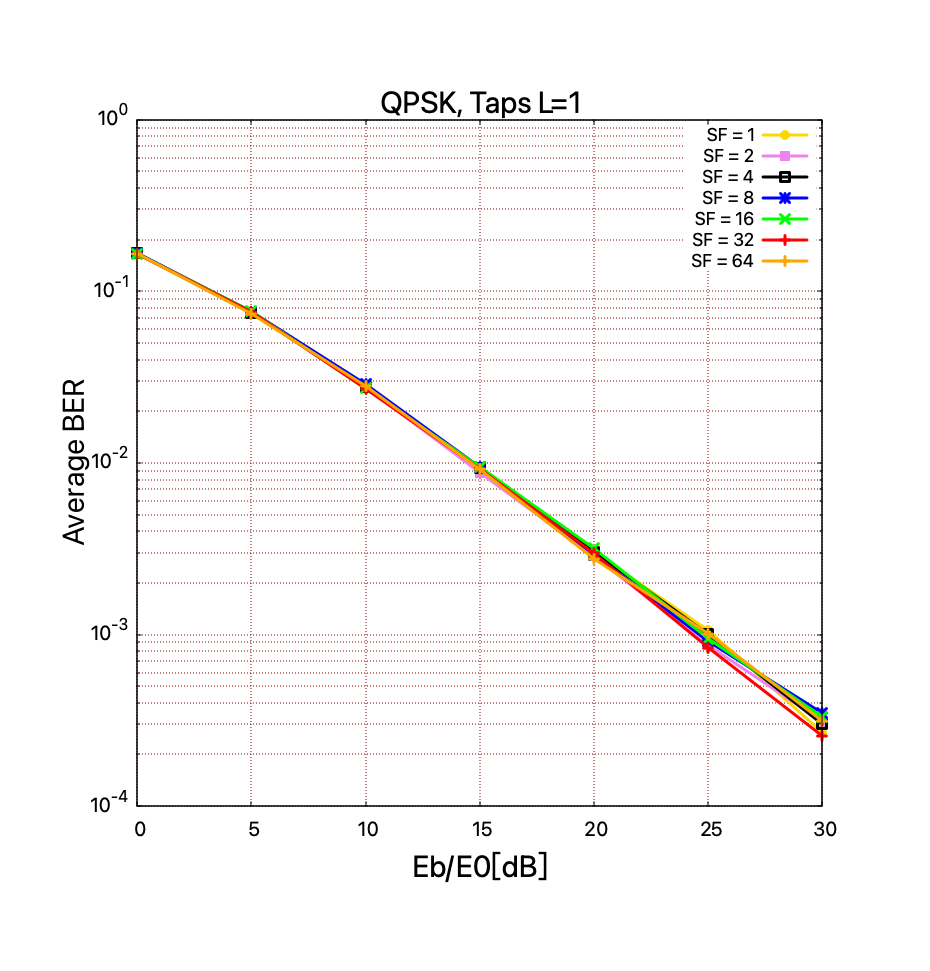 QPSK, Taps L=1
SF = 1
SF = 2
SF = 4
SF = 8
SF = 16
SF = 32
SF = 64
10^0
10^-1
10^-2
10^-3
10^-4
Average BER
0 5 10 15 20 25 30
Eb/E0[dB]